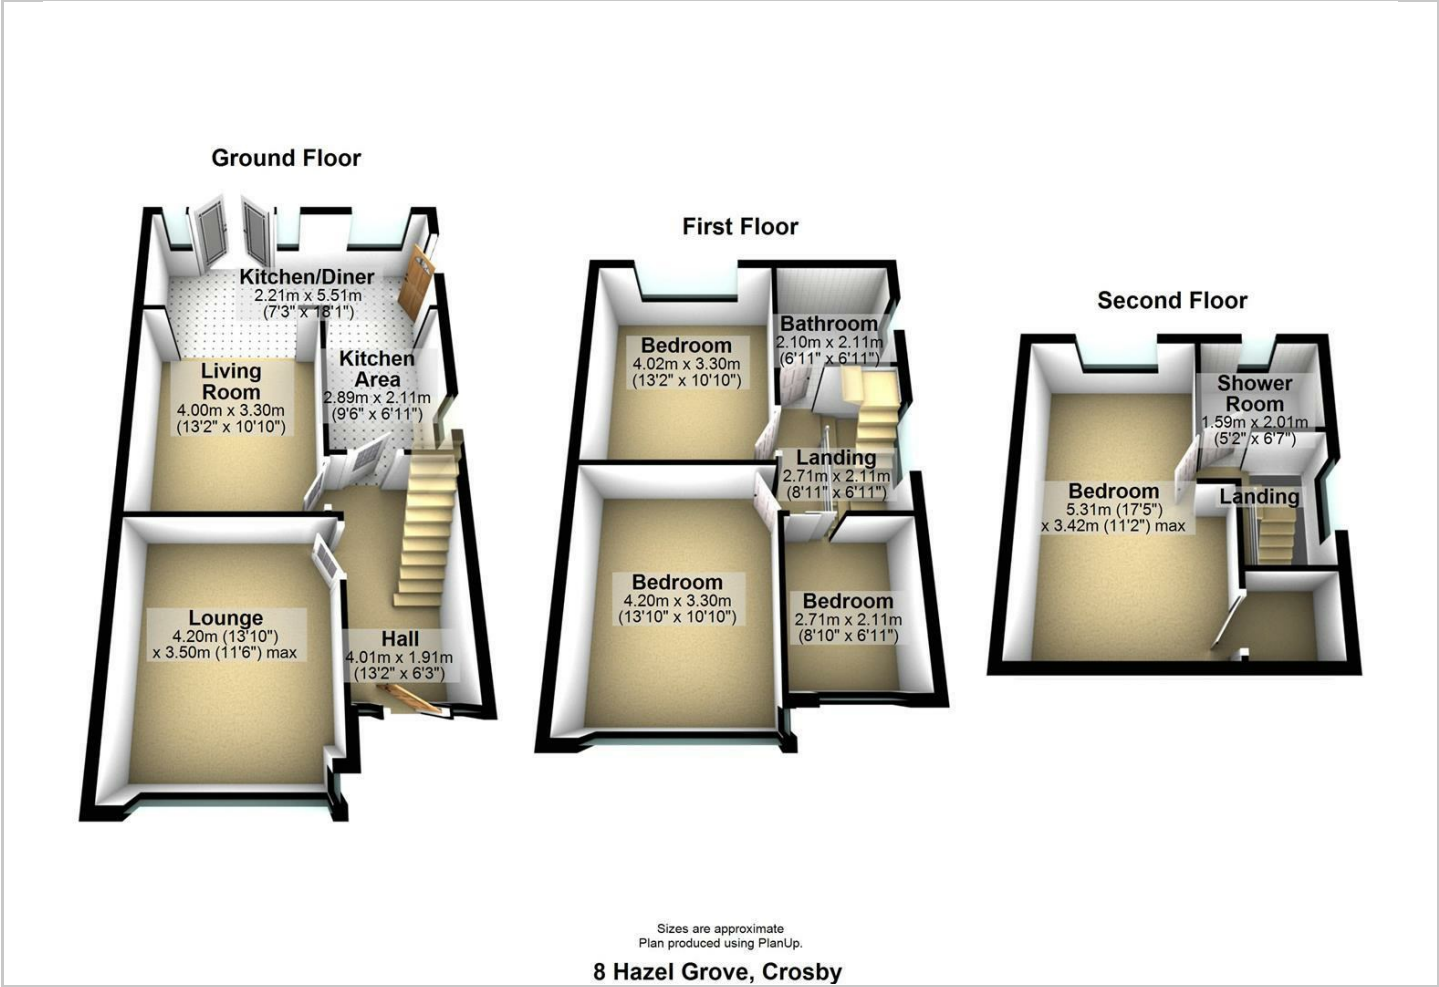 Ground Floor
Kitchen/Diner
2.21m x 5.51m
(7'3" x 18'1")
Kitchen
Area
2.89m x 2.11m
(9'6" x 6'11")
Living
Room
4.00m x 3.30m
(13'2" x 10'10")
Lounge
4.20m (13'10")
x 3.50m (11'6") max
Hall
4.01m x 1.91m
(13'2" x 6'3")
First Floor
Bedroom
4.02m x 3.30m
(13'2" x 10'10")
Bathroom
2.10m x 2.11m
(6'11" x 6'11")
Landing
2.71m x 2.11m
(8'11" x 6'11")
Bedroom
4.20m x 3.30m
(13'10" x 10'10")
Bedroom
2.71m x 2.11m
(8'10" x 6'11")
Second Floor
Shower
Room
1.59m x 2.01m
(5'2" x 6'7")
Bedroom
5.31m (17'5")
x 3.42m (11'2") max
Landing
Sizes are approximate
Plan produced using PlanUp.
8 Hazel Grove, Crosby